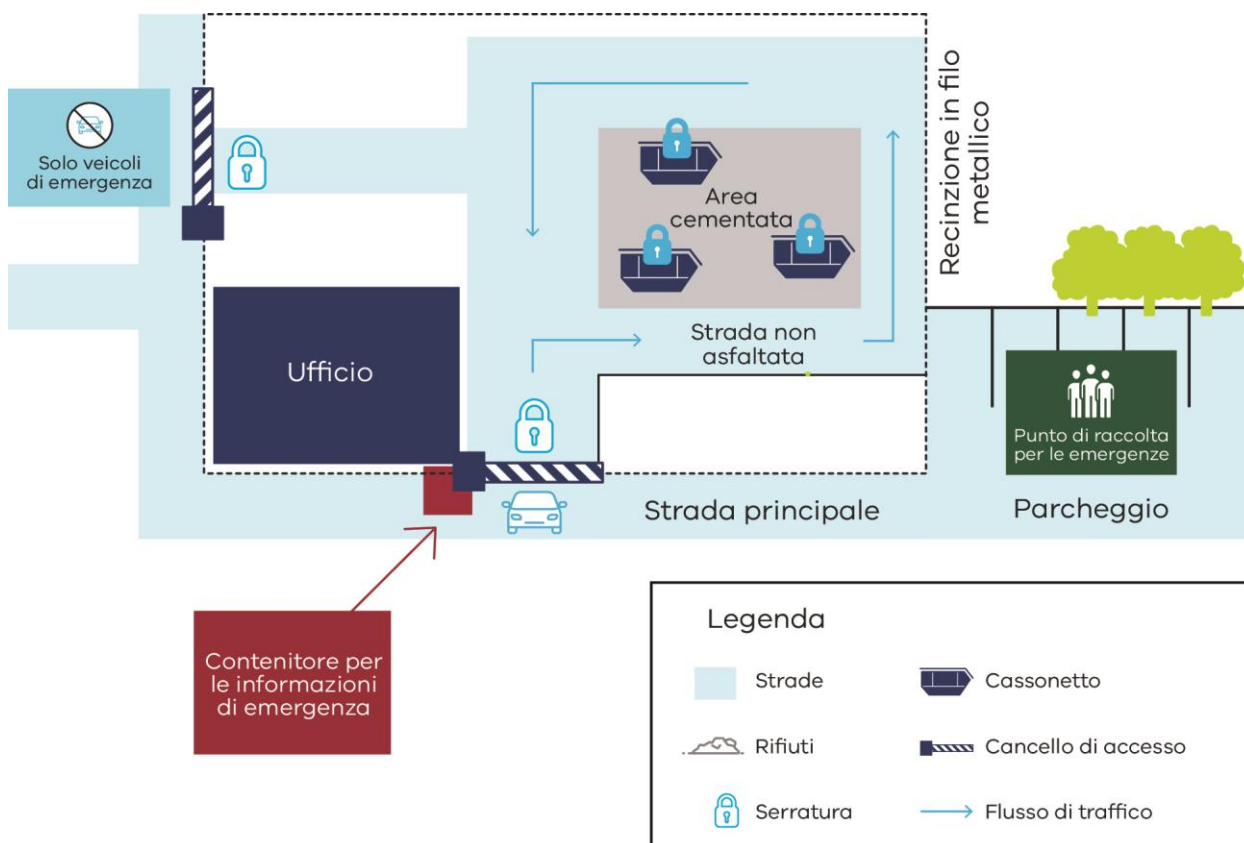 Solo veicoli
di emergenza
Area
cementata
Recinzione in filo
metallico
Ufficio
Strada non
asfaltata
Punto di raccolta
per le emergenze
Strada principale
Parcheggio
Contenitore per
le informazioni
di emergenza
Legenda
Strade
Cassonetto
Rifiuti
Cancello di accesso
Serratura
Flusso di traffico